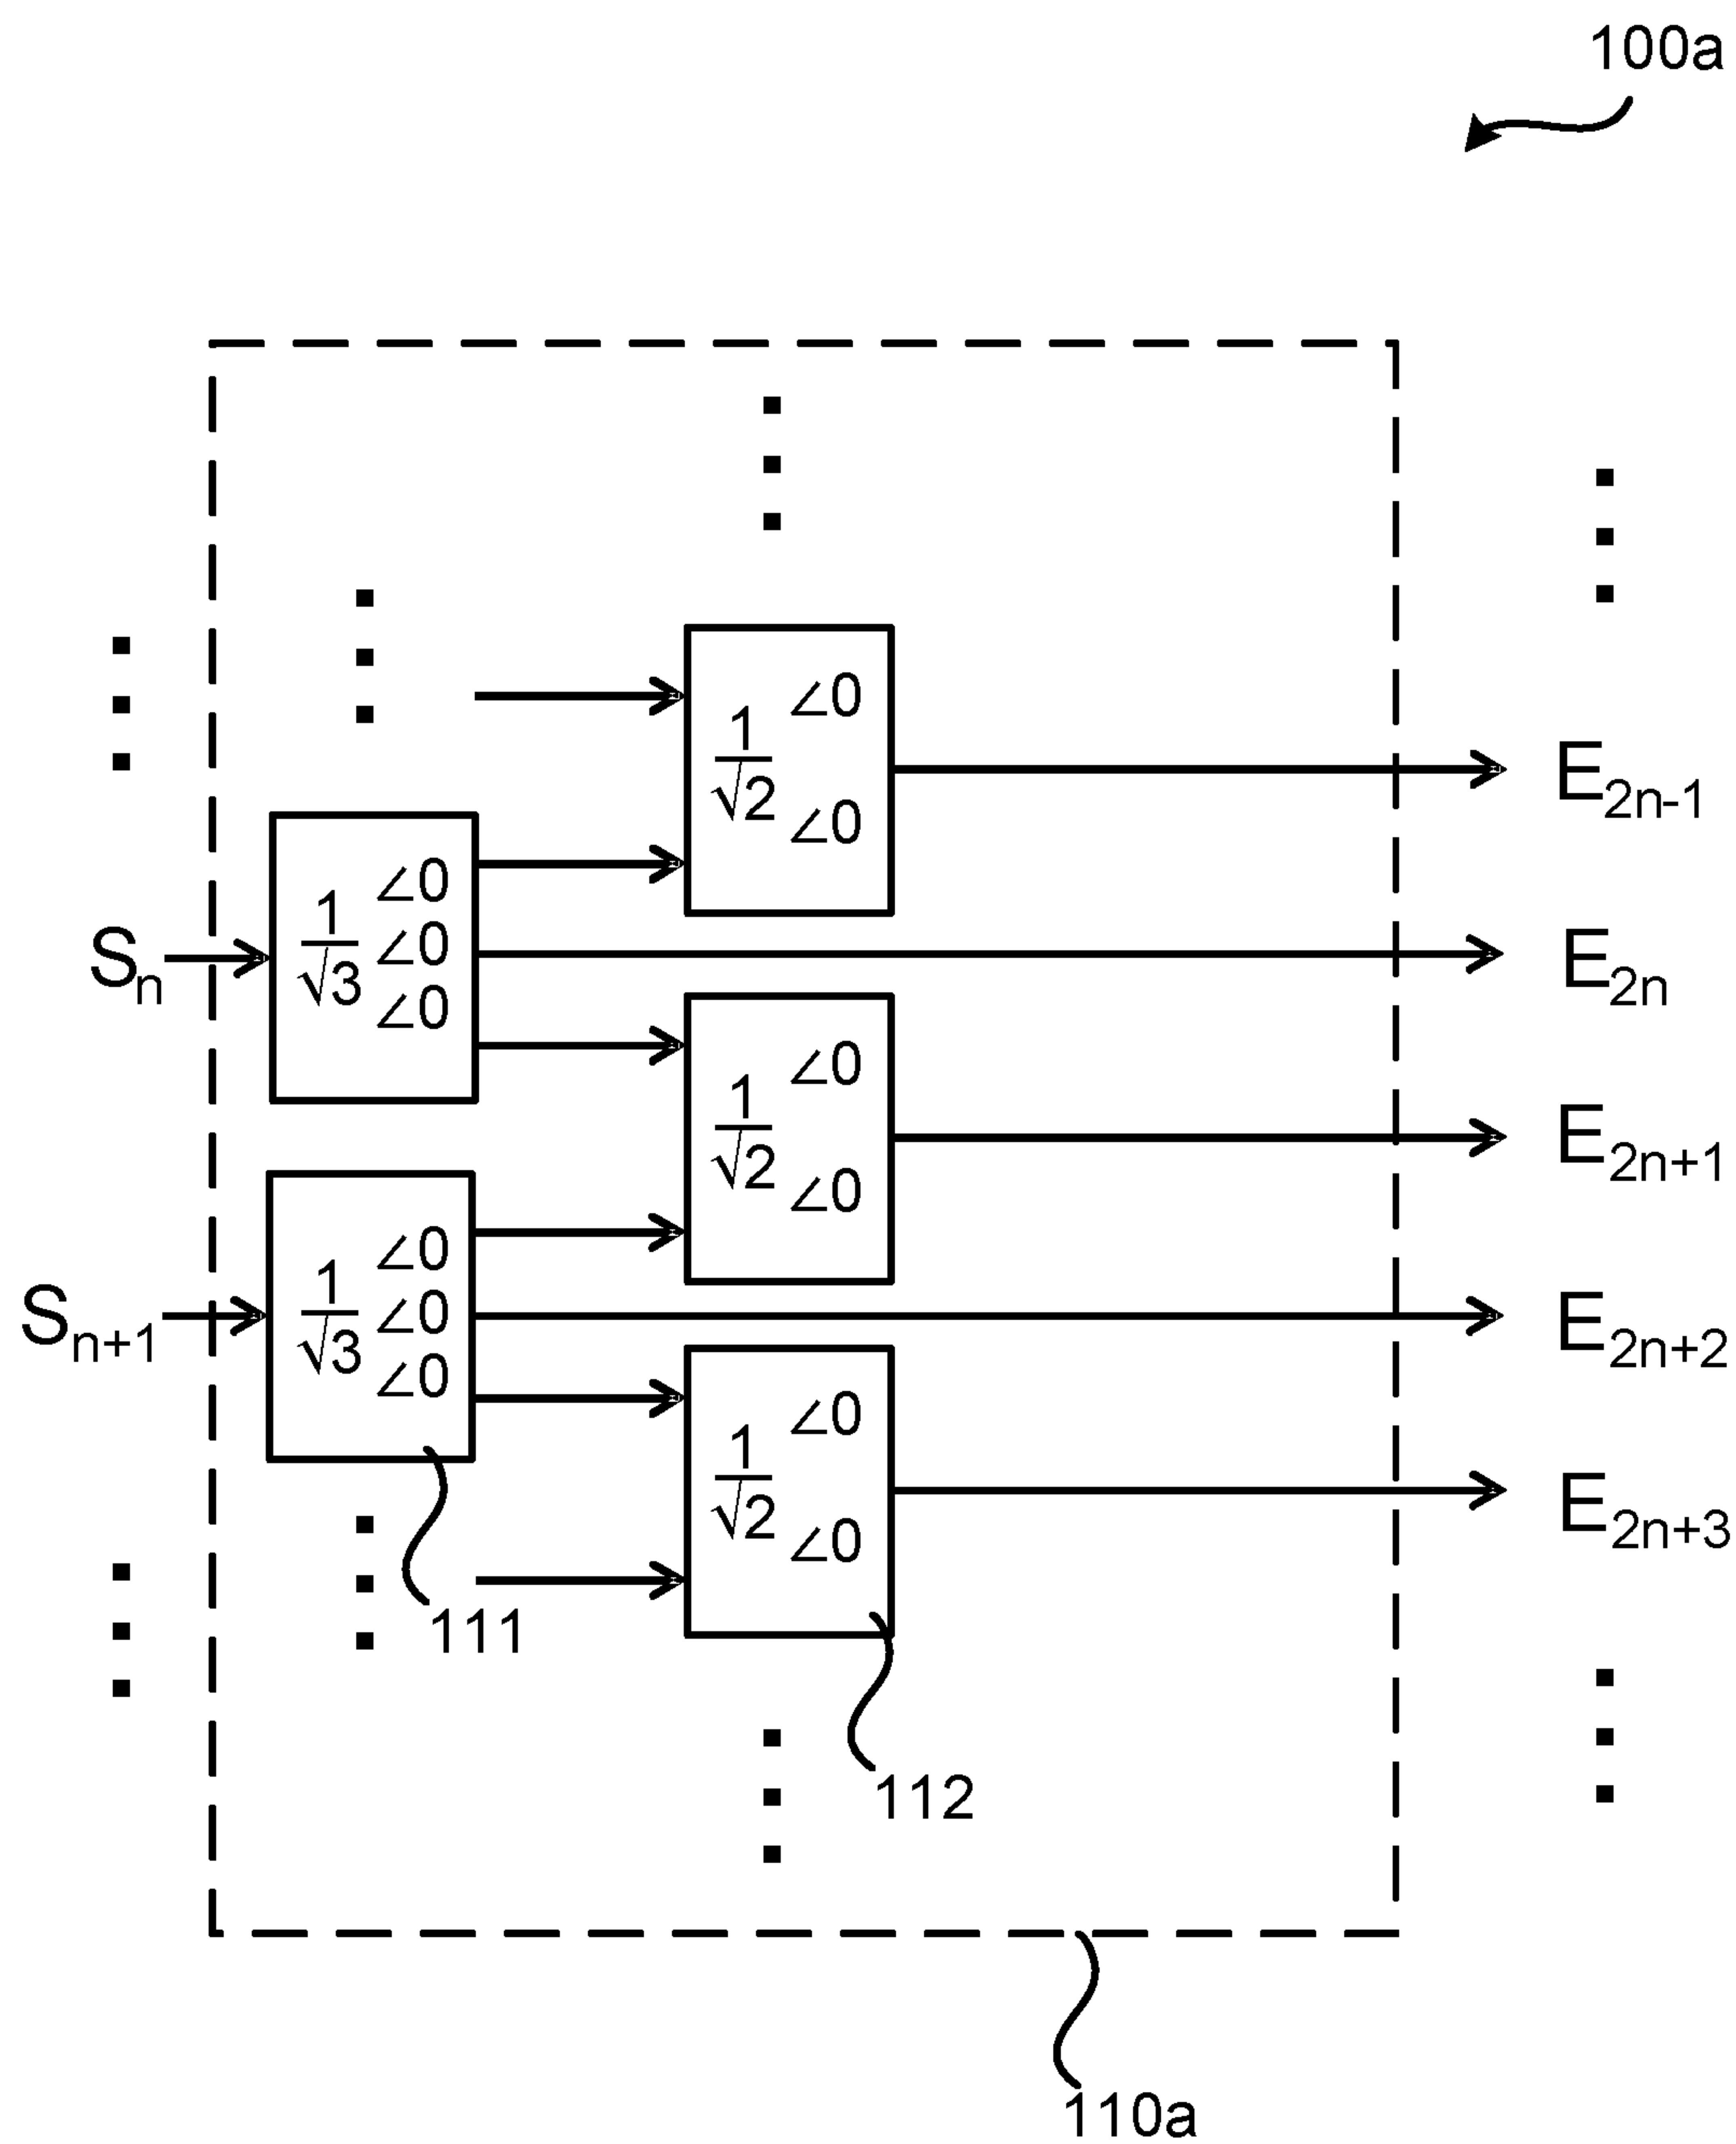 100a
∠0
1/√2
∠0
E2n-1
Sn
1/√3
∠0
∠0
∠0
E2n
∠0
1/√2
∠0
E2n+1
Sn+1
1/√3
∠0
∠0
∠0
E2n+2
∠0
1/√2
∠0
E2n+3
111
112
110a